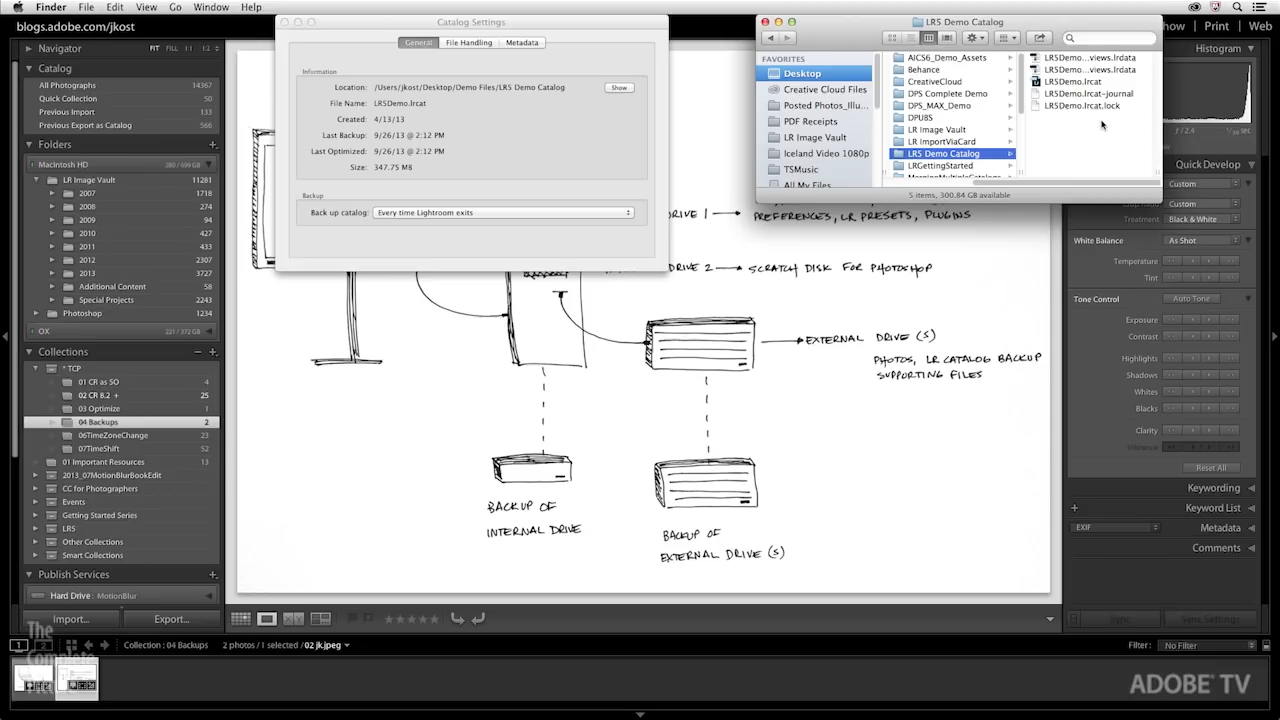 Finder File Edit View Go Window Help
blogs.adobe.com/jkost
Print
Web
Navigator FIT FILL 1:1
Catalog
All Photographs 14367
Quick Collection 50
Previous Import 113
Previous Export as Catalog 566
Folders
Macintosh HD
LR Image Vault 11281
2007 1718
2008 274
2009 94
2010 427
2011 433
2012 2307
2013 3727
Additional Content 58
Special Projects 2243
Photoshop 1234
OX
Collections
* TCP
01 CR as SO 4
02 CR 8.2 + 25
03 Optimize 1
04 Backups 2
06TimeZoneChange 23
07TimeShift 52
01 Important Resources 13
2013_07MotionBlurBookEdit
CC for Photographers
Events
Getting Started Series
LR5
Other Collections
Smart Collections
Publish Services
Hard Drive: MotionBlur
Import...
Export...
Catalog Settings
General File Handling Metadata
Information
Location: /Users/jkost/Desktop/Demo Files/LR5 Demo Catalog
Show
File Name: LR5Demo.lrcat
Created: 4/13/13
Last Backup: 9/26/13 @ 2:12 PM
Last Optimized: 9/26/13 @ 2:12 PM
Size: 347.75 MB
Backup
Back up catalog: Every time Lightroom exits
LR5 Demo Catalog
FAVORITES
Desktop
Creative Cloud Files
Posted Photos_Illu...
PDF Receipts
LR Image Vault
Iceland Video 1080p
TSMusic
All My Files
AICS6_Demo_Assets
Behance
CreativeCloud
DPS Complete Demo
DPS_MAX_Demo
DPU8S
LR Image Vault
LR ImportViaCard
LR5 Demo Catalog
LRGettingStarted
LR5Demo...views.lrdata
LR5Demo...views.lrdata
LR5Demo.lrcat
LR5Demo.lrcat-journal
LR5Demo.lrcat.lock
5 items, 300.84 GB available
DRIVE 1
PREFERENCES, LR PRESETS, PLUGINS
DRIVE 2
SCRATCH DISK FOR PHOTOSHOP
EXTERNAL DRIVE (S)
PHOTOS, LR CATALOG BACKUP
SUPPORTING FILES
BACKUP OF
INTERNAL DRIVE
BACKUP OF
EXTERNAL DRIVE (S)
Histogram
Quick Develop
Custom
Custom
Treatment Black & White
White Balance As Shot
Temperature
Tint
Tone Control Auto Tone
Exposure
Contrast
Highlights
Shadows
Whites
Blacks
Clarity
Vibrance
Reset All
Keywording
Keyword List
EXIF Metadata
Comments
Sync
Sync Settings
1 2 Collection : 04 Backups 2 photos / 1 selected / 02 jk.jpeg
Filter: No Filter
ADOBE TV